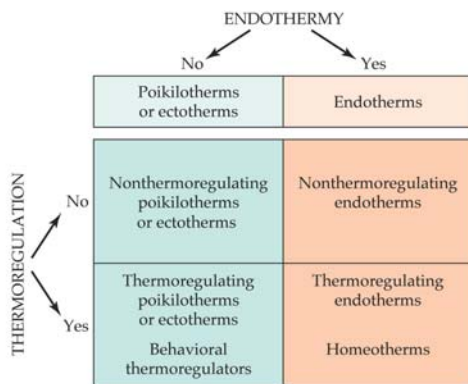 ENDOTHERMY
No
Yes
Poikilotherms
or ectotherms
Endotherms
THERMOREGULATION
No
Nonthermoregulating
poikilotherms
or ectotherms
Nonthermoregulating
endotherms
Yes
Thermoregulating
poikilotherms
or ectotherms
Behavioral
thermoregulators
Thermoregulating
endotherms
Homeotherms